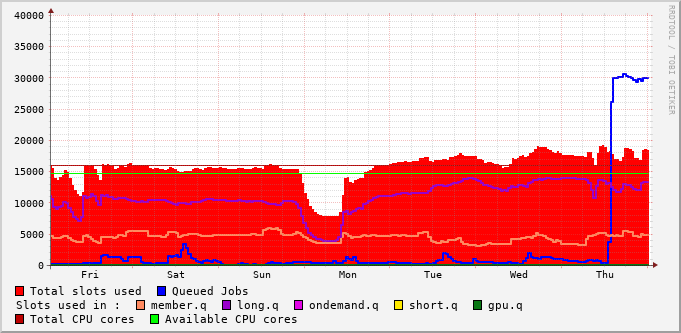 RRDTOOL / TOBI OETIKER
40000
35000
30000
25000
20000
15000
10000
5000
0
Fri Sat Sun Mon Tue Wed Thu
Total slots used Queued Jobs
Slots used in : member.q long.q ondemand.q short.q gpu.q
Total CPU cores Available CPU cores